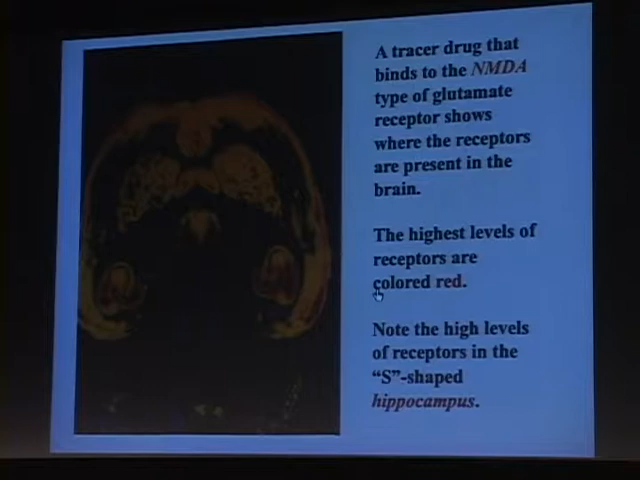 A tracer drug that
binds to the NMDA
type of glutamate
receptor shows
where the receptors
are present in the
brain.
The highest levels of
receptors are
colored red.
Note the high levels
of receptors in the
“S”-shaped
hippocampus.